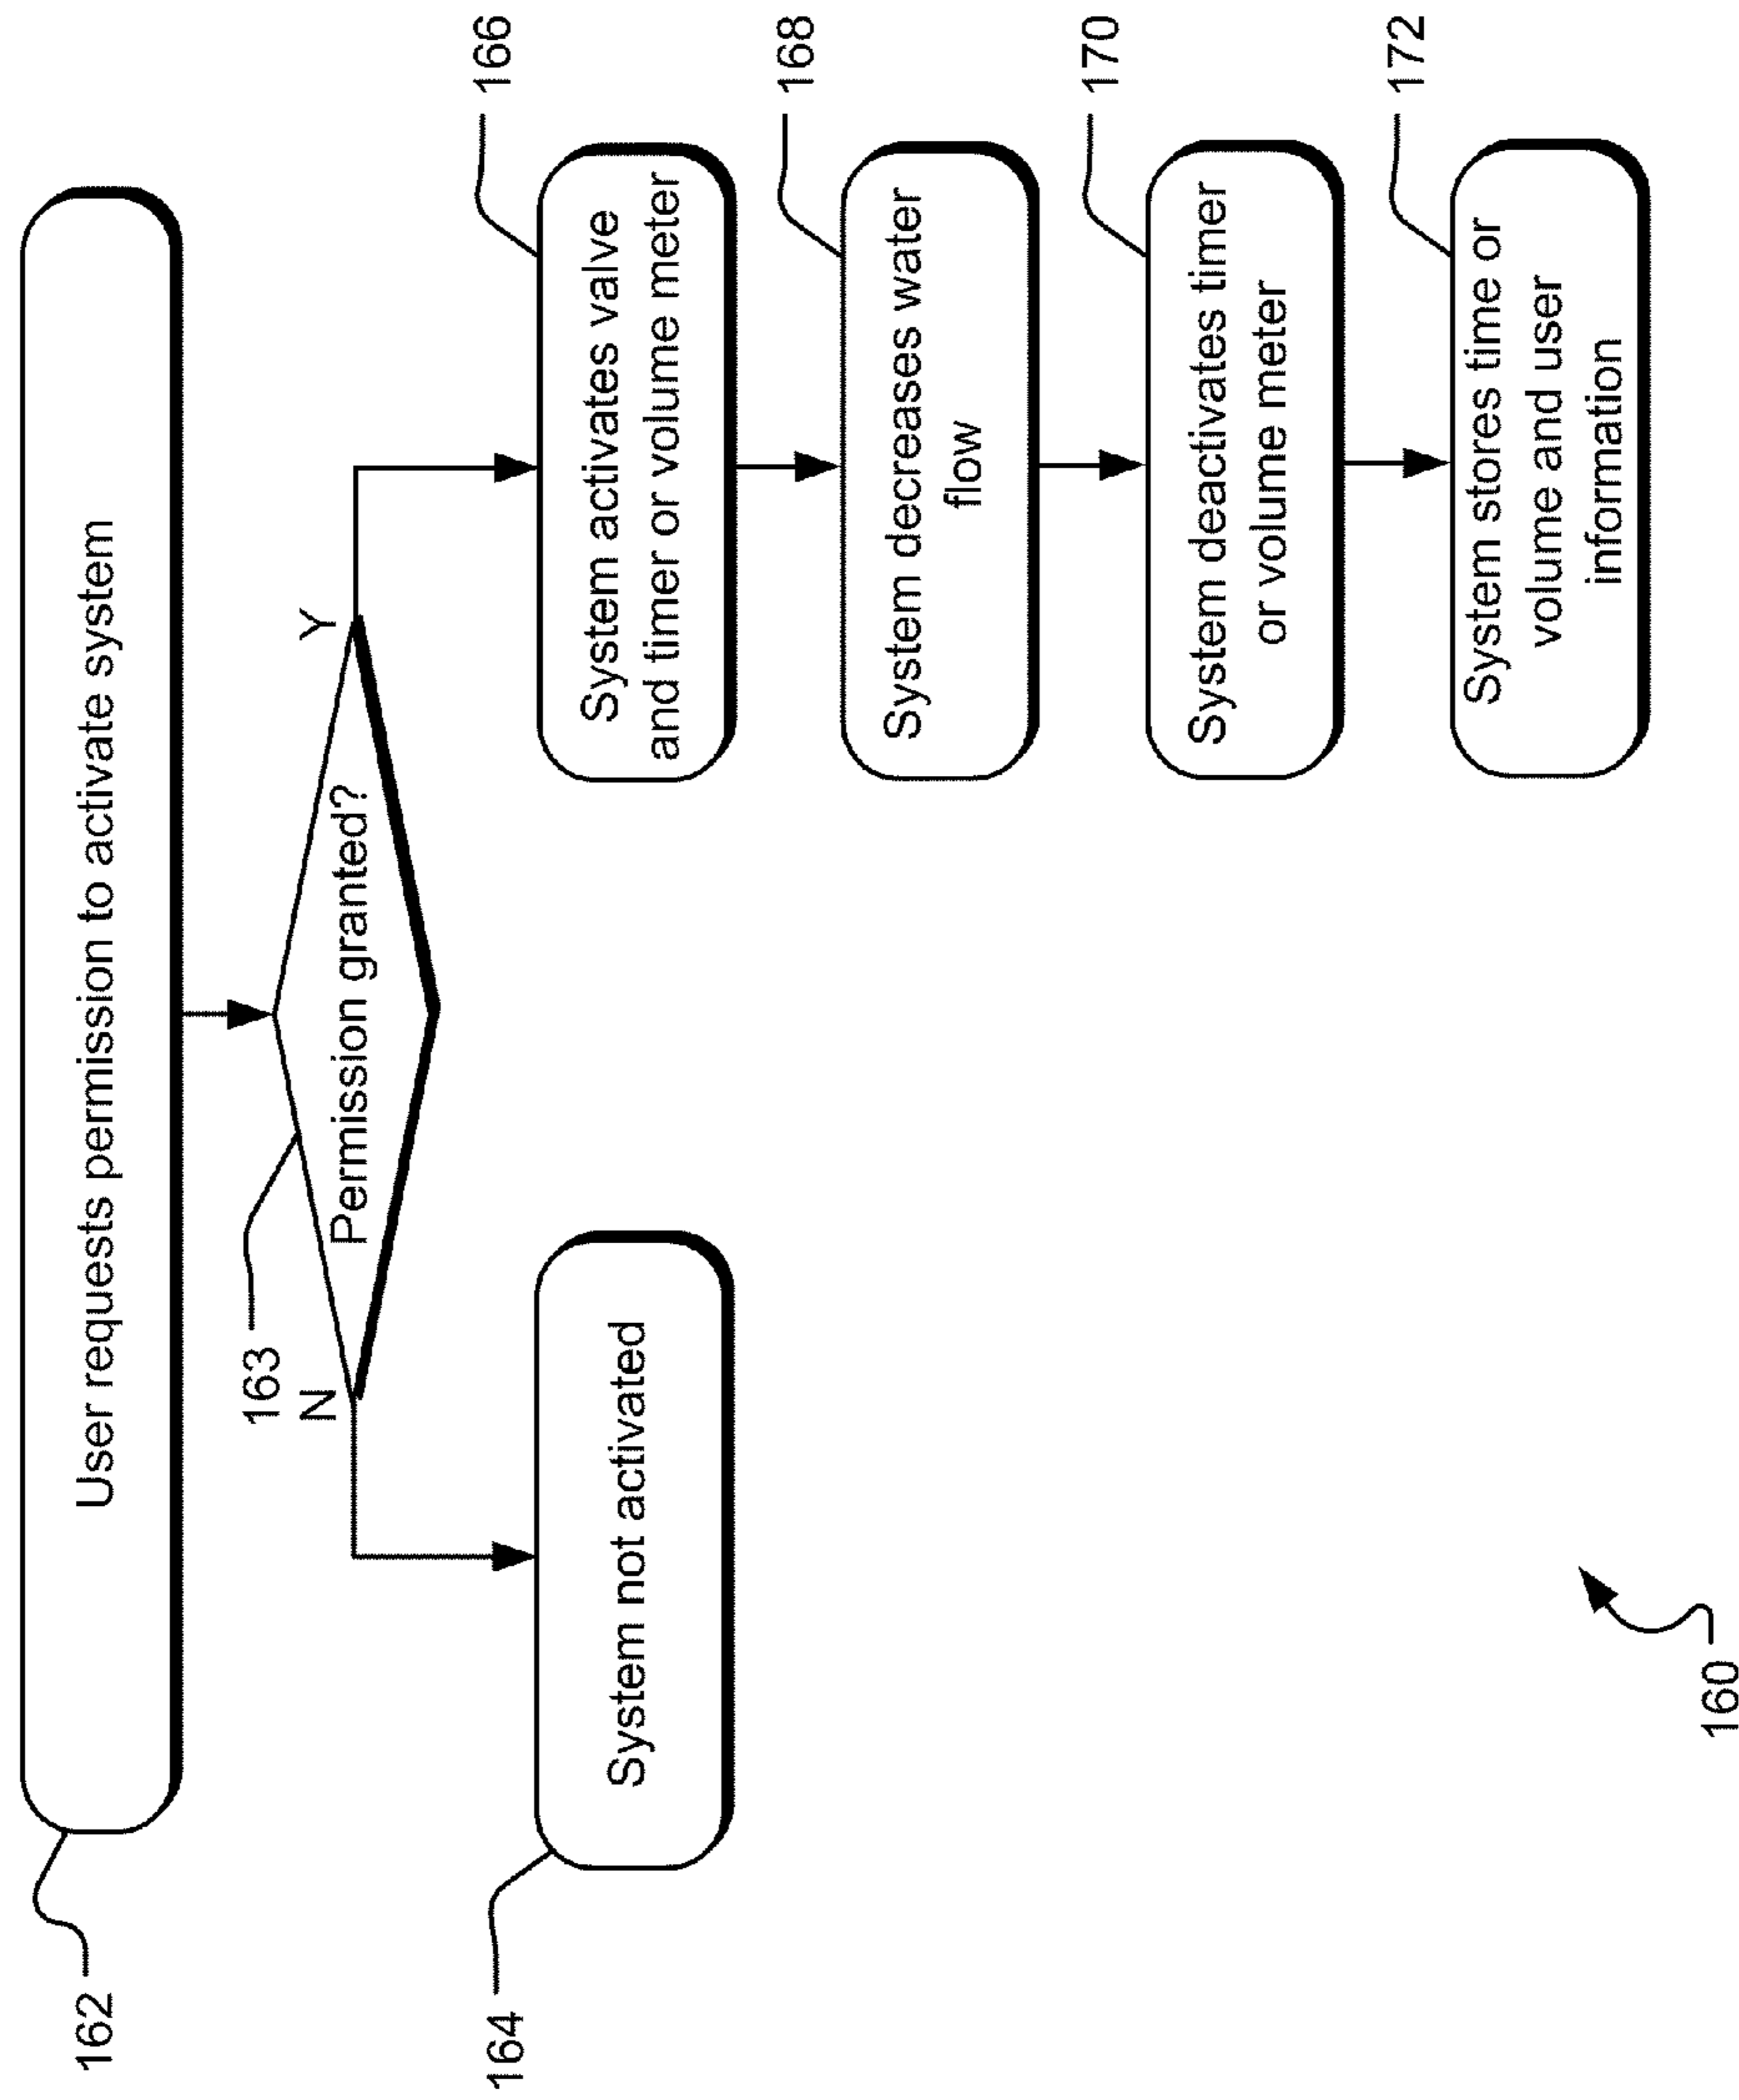 162
User requests permission to activate system
163
N
Permission granted?
Y
164
System not activated
166
System activates valve
and timer or volume meter
168
System decreases water
flow
170
System deactivates timer
or volume meter
172
System stores time or
volume and user
information
160